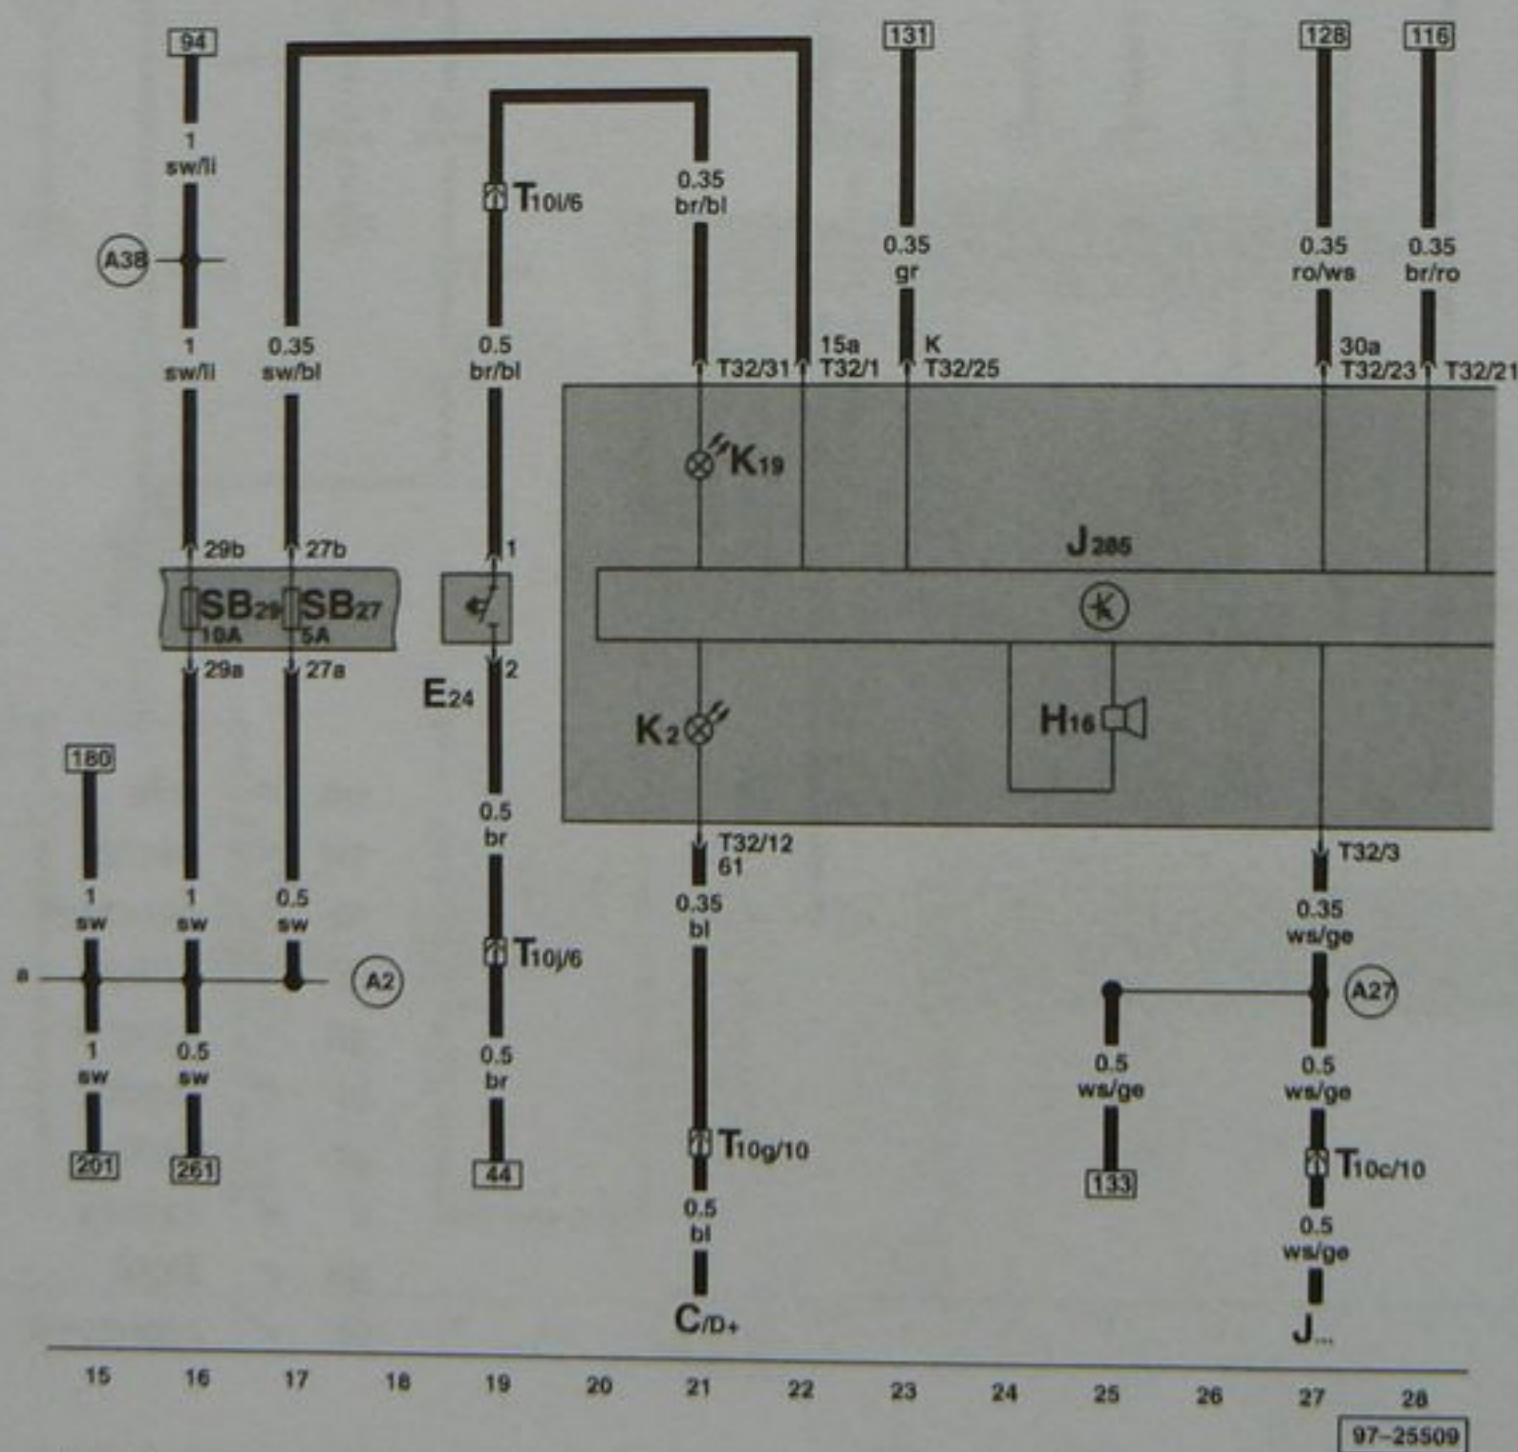 94
131
128
116
1
sw/li
T10l/6
0.35
br/bl
0.35
gr
0.35
ro/ws
0.35
br/ro
A38
1
sw/li
0.35
sw/bl
0.5
br/bl
T32/31
15a
T32/1
K
T32/25
30a
T32/23
T32/21
K19
J285
29b
27b
1
SB29
10A
SB27
5A
29a
27a
2
E24
K2
H16
180
0.5
br
T32/12
61
T32/3
1
sw
1
sw
0.5
sw
0.35
bl
0.35
ws/ge
a
A2
T10j/6
A27
1
sw
0.5
sw
0.5
br
0.5
ws/ge
0.5
ws/ge
201
261
44
T10g/10
133
T10c/10
0.5
bl
0.5
ws/ge
C/D+
J...
15 16 17 18 19 20 21 22 23 24 25 26 27 28
97-25509